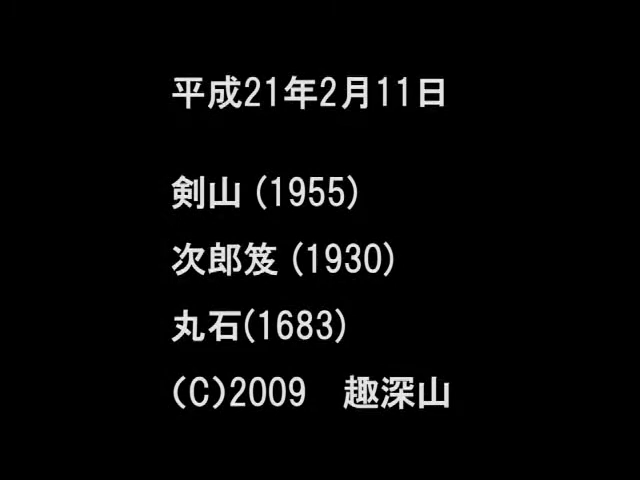 平成21年2月11日
剣山 (1955)
次郎笈 (1930)
丸石(1683)
(C)2009　趣深山